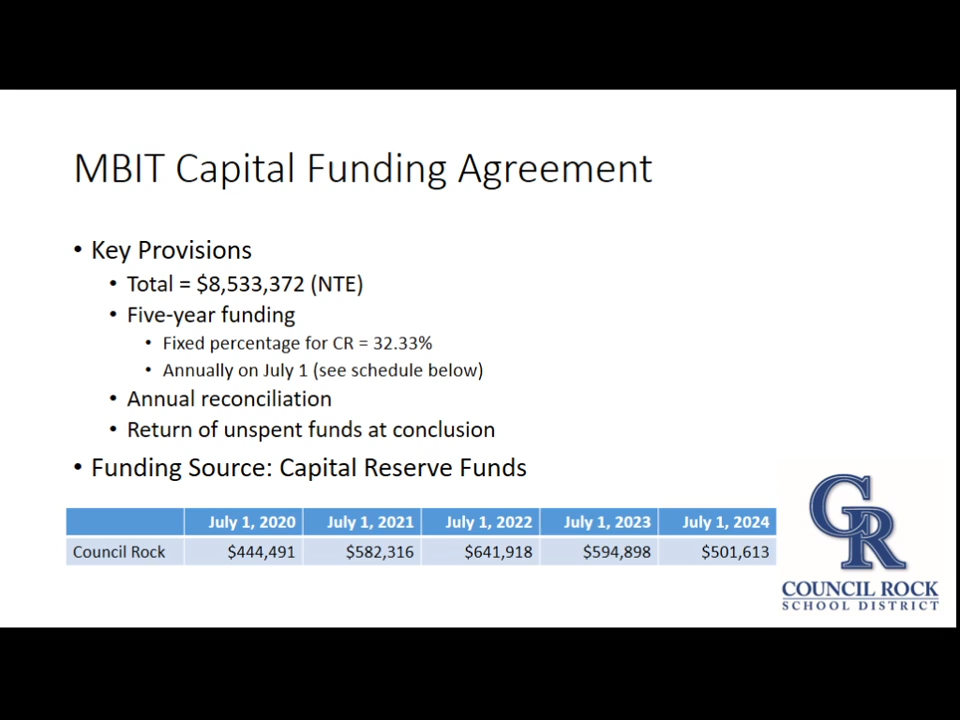 MBIT Capital Funding Agreement
• Key Provisions
• Total = $8,533,372 (NTE)
• Five-year funding
• Fixed percentage for CR = 32.33%
• Annually on July 1 (see schedule below)
• Annual reconciliation
• Return of unspent funds at conclusion
• Funding Source: Capital Reserve Funds
July 1, 2020 July 1, 2021 July 1, 2022 July 1, 2023 July 1, 2024
Council Rock $444,491 $582,316 $641,918 $594,898 $501,613
CR
COUNCIL ROCK
SCHOOL DISTRICT